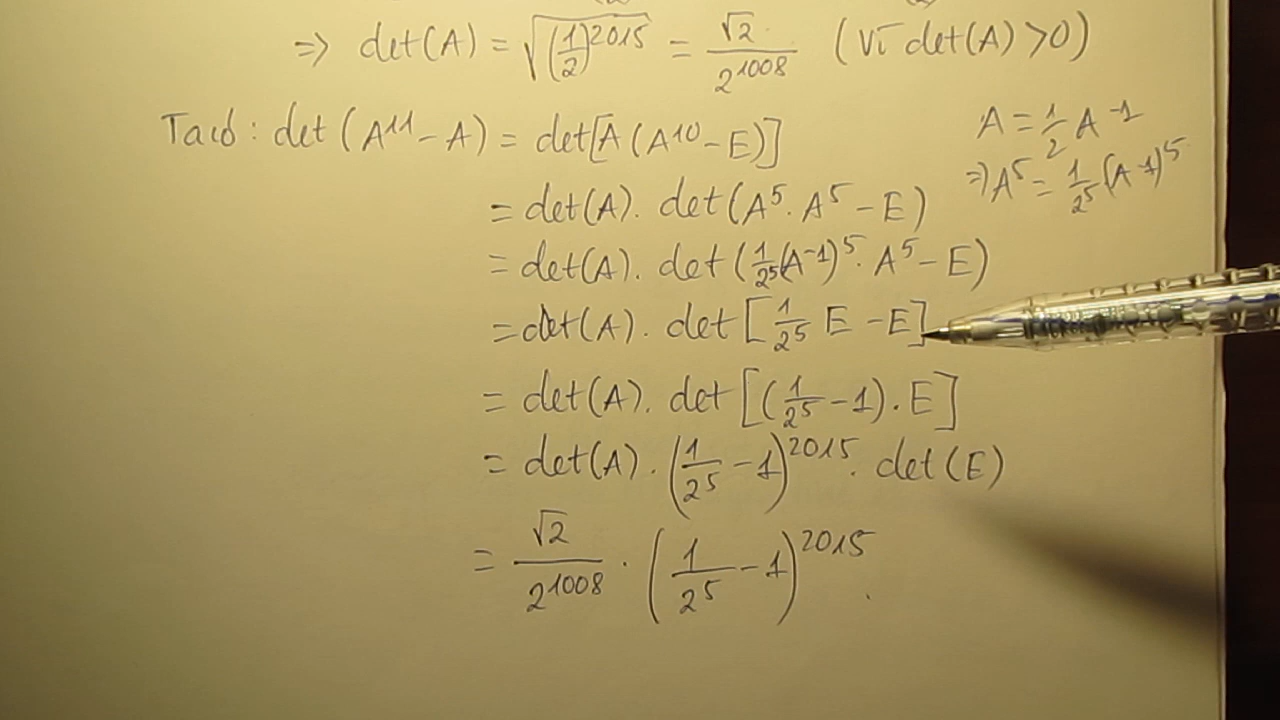 => det(A) = √(1/2)^2015 = √2/2^1008 (vì det(A) > 0)
Ta có : det(A^11 - A) = det[A(A^10 - E)]
A = 1/2 A^-1
=> A^5 = 1/2^5 (A^-1)^5
= det(A). det(A^5. A^5 - E)
= det(A). det(1/2^5 (A^-1)^5. A^5 - E)
= det(A). det[1/2^5 E - E]
= det(A). det[(1/2^5 - 1). E]
= det(A). (1/2^5 - 1)^2015. det(E)
= √2/2^1008 . (1/2^5 - 1)^2015.